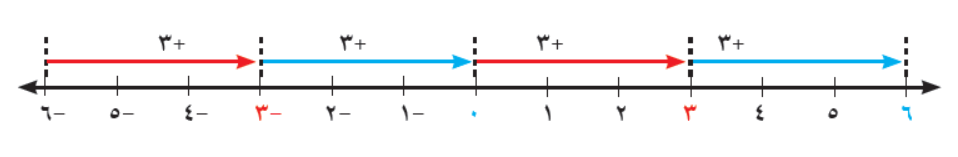 ٣+ ٣+ ٣+ ٣+
٦− ٥− ٤− ٣− ٢− ١− ٠ ١ ٢ ٣ ٤ ٥ ٦